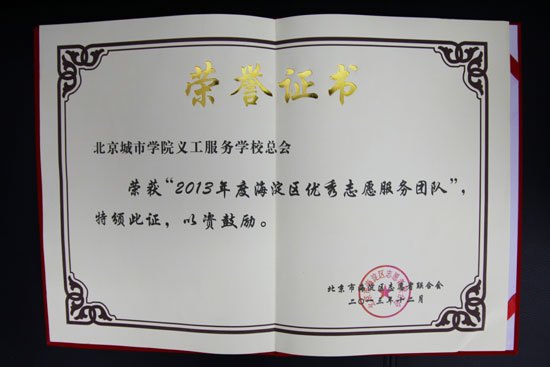 荣誉证书
北京城市学院义工服务学校总会
荣获“2013年度海淀区优秀志愿服务团队”，
特颁此证，以资鼓励。
北京市海淀区志愿者联合会
二〇一三年十二月